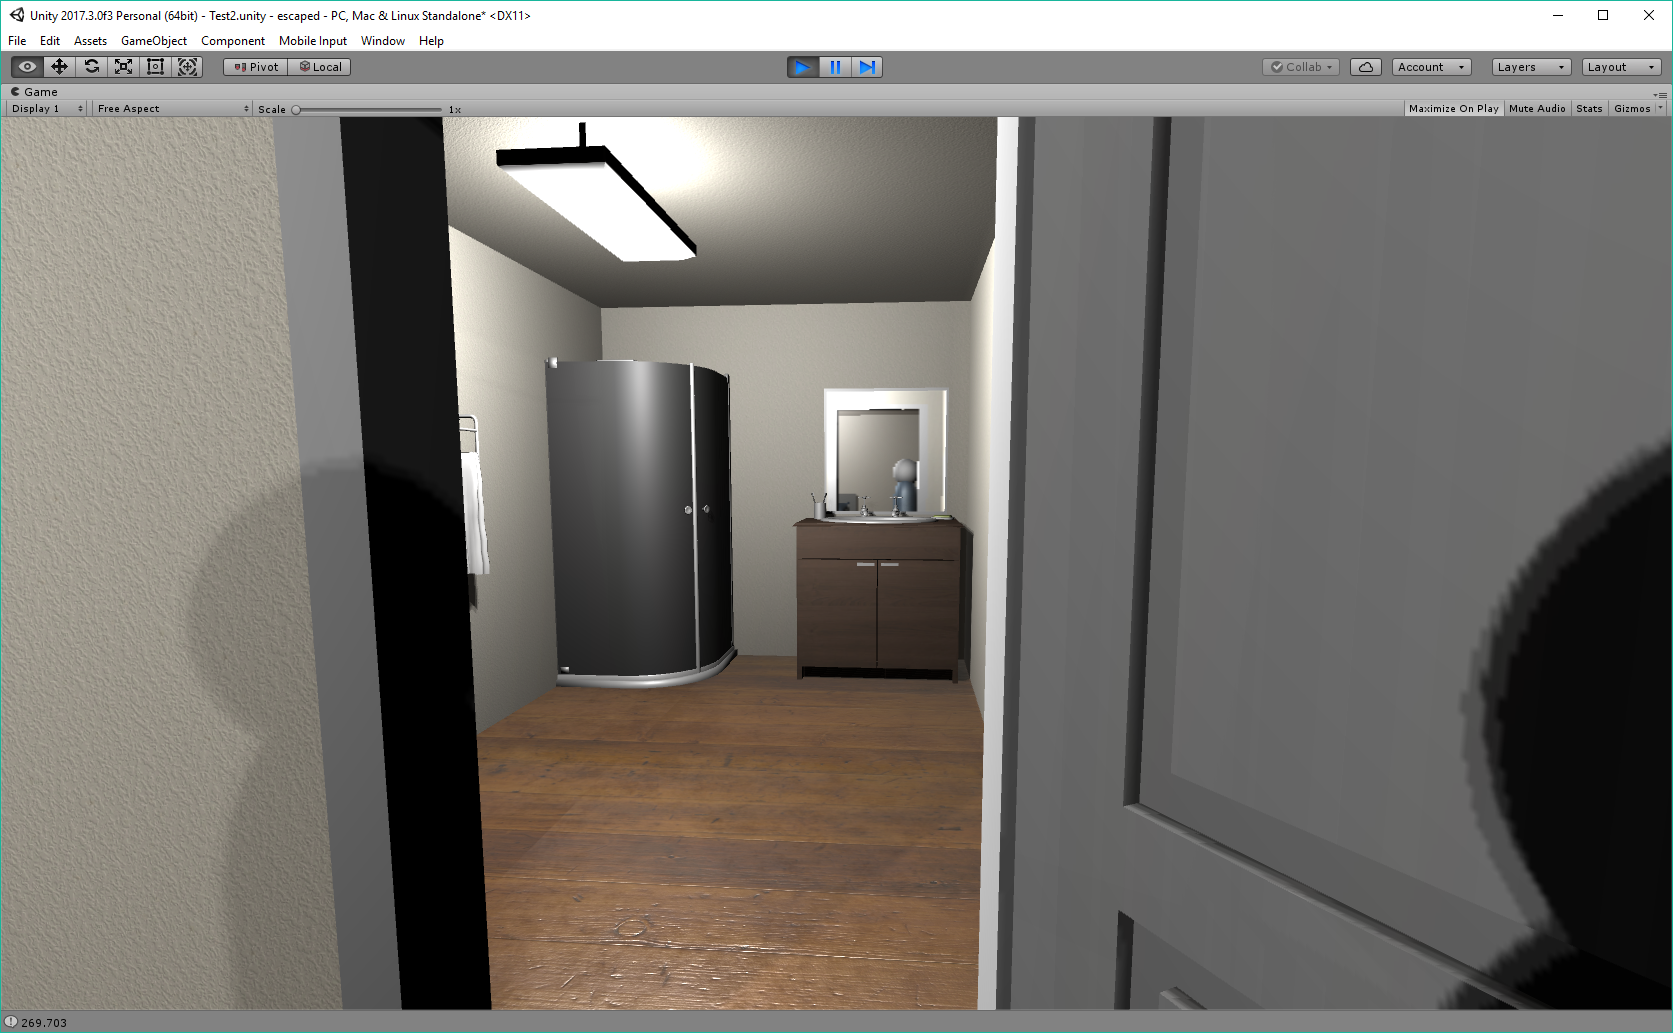 Unity 2017.3.0f3 Personal (64bit) - Test2.unity - escaped - PC, Mac & Linux Standalone* <DX11>
File Edit Assets GameObject Component Mobile Input Window Help
Pivot Local Collab Account Layers Layout
Game
Display 1 Free Aspect Scale 1x Maximize On Play Mute Audio Stats Gizmos
269.703